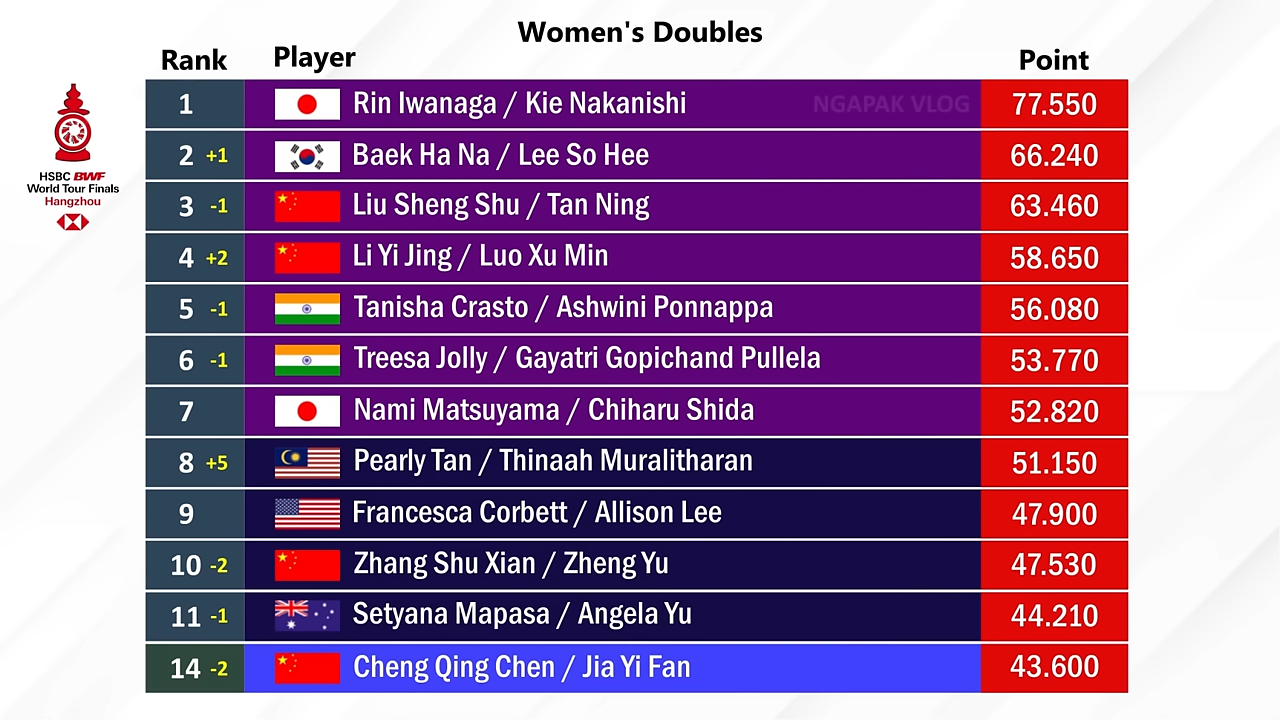 Women's Doubles
Rank Player Point
HSBC BWF
World Tour Finals
Hangzhou
1 Rin Iwanaga / Kie Nakanishi NGAPAK VLOG 77.550
2 +1 Baek Ha Na / Lee So Hee 66.240
3 -1 Liu Sheng Shu / Tan Ning 63.460
4 +2 Li Yi Jing / Luo Xu Min 58.650
5 -1 Tanisha Crasto / Ashwini Ponnappa 56.080
6 -1 Treesa Jolly / Gayatri Gopichand Pullela 53.770
7 Nami Matsuyama / Chiharu Shida 52.820
8 +5 Pearly Tan / Thinaah Muralitharan 51.150
9 Francesca Corbett / Allison Lee 47.900
10 -2 Zhang Shu Xian / Zheng Yu 47.530
11 -1 Setyana Mapasa / Angela Yu 44.210
14 -2 Cheng Qing Chen / Jia Yi Fan 43.600